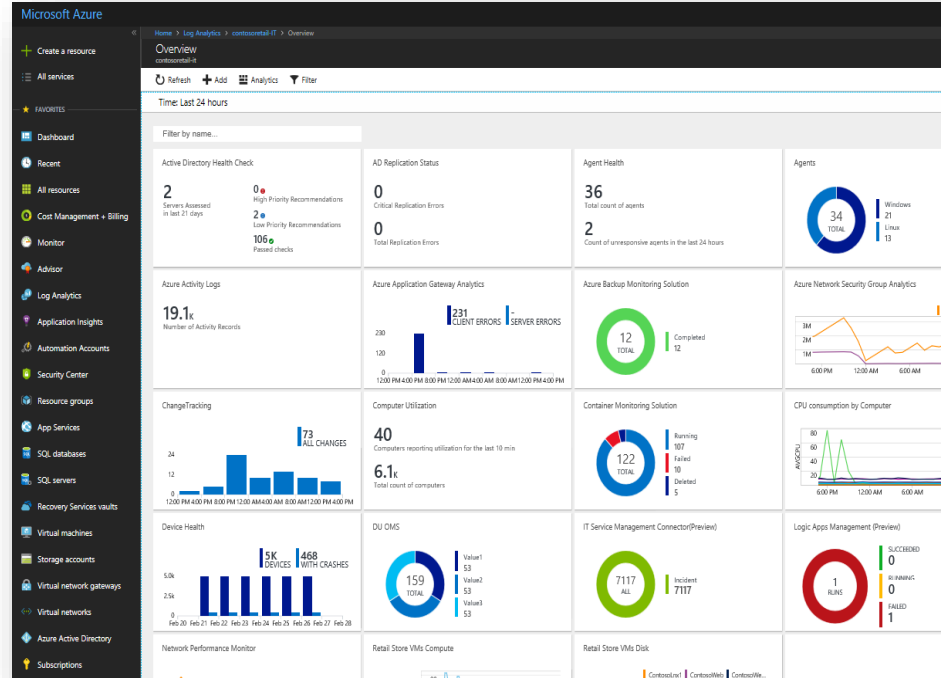 Microsoft Azure
«
Home > Log Analytics > contosoretail-IT > Overview
Overview
contosoretail-it
Create a resource
All services
FAVORITES
Dashboard
Recent
All resources
Cost Management + Billing
Monitor
Advisor
Log Analytics
Application Insights
Automation Accounts
Security Center
Resource groups
App Services
SQL databases
SQL servers
Recovery Services vaults
Virtual machines
Storage accounts
Virtual network gateways
Virtual networks
Azure Active Directory
Subscriptions
Refresh Add Analytics Filter
Time: Last 24 hours
Filter by name...
Active Directory Health Check
2
Servers Assessed
in last 21 days
0
High Priority Recommendations
2
Low Priority Recommendations
106
Passed checks
AD Replication Status
0
Critical Replication Errors
0
Total Replication Errors
Agent Health
36
Total count of agents
2
Count of unresponsive agents in the last 24 hours
Agents
34
TOTAL
Windows
21
Linux
13
Azure Activity Logs
19.1K
Number of Activity Records
Azure Application Gateway Analytics
231
CLIENT ERRORS
-
SERVER ERRORS
230
120
0
12:00 PM 4:00 PM 8:00 PM 12:00 AM 4:00 AM 8:00 AM 12:00 PM 4:00 PM
Azure Backup Monitoring Solution
12
TOTAL
Completed
12
Azure Network Security Group Analytics
3M
2M
1M
6:00 PM 12:00 AM 6:00 AM
ChangeTracking
73
ALL CHANGES
24
12
0
12:00 PM 4:00 PM 8:00 PM 12:00 AM 4:00 AM 8:00 AM 12:00 PM 4:00 PM
Computer Utilization
40
Computers reporting utilization for the last 10 min
6.1K
Total count of computers
Container Monitoring Solution
122
TOTAL
Running
107
Failed
10
Deleted
5
CPU consumption by Computer
AVGCPU
80
60
40
20
6:00 PM 12:00 AM 6:00 AM
Device Health
5K
DEVICES
468
WITH CRASHES
5.0k
2.5k
0
Feb 20 Feb 21 Feb 22 Feb 23 Feb 24 Feb 25 Feb 26 Feb 27 Feb 28
DU OMS
159
TOTAL
Value1
53
Value2
53
Value3
53
IT Service Management Connector(Preview)
7117
ALL
Incident
7117
Logic Apps Management (Preview)
1
RUNS
SUCCEEDED
0
RUNNING
0
FAILED
1
Network Performance Monitor
Retail Store VMs Compute
Retail Store VMs Disk
ContosoLnx1 ContosoWeb ContosoWe...